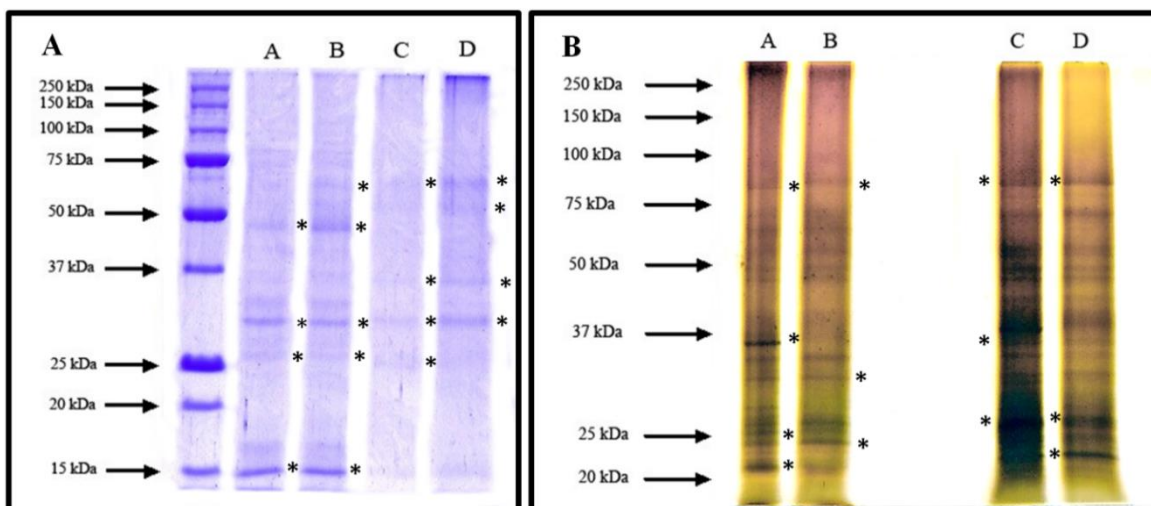 A
A B C D
250 kDa
150 kDa
100 kDa
75 kDa
50 kDa
37 kDa
25 kDa
20 kDa
15 kDa
* *
* *
* * *
* *
* * * *
* * *
* *
B
A B C D
250 kDa
150 kDa
100 kDa
75 kDa
50 kDa
37 kDa
25 kDa
20 kDa
* * * *
* *
*
* *
* * *
*